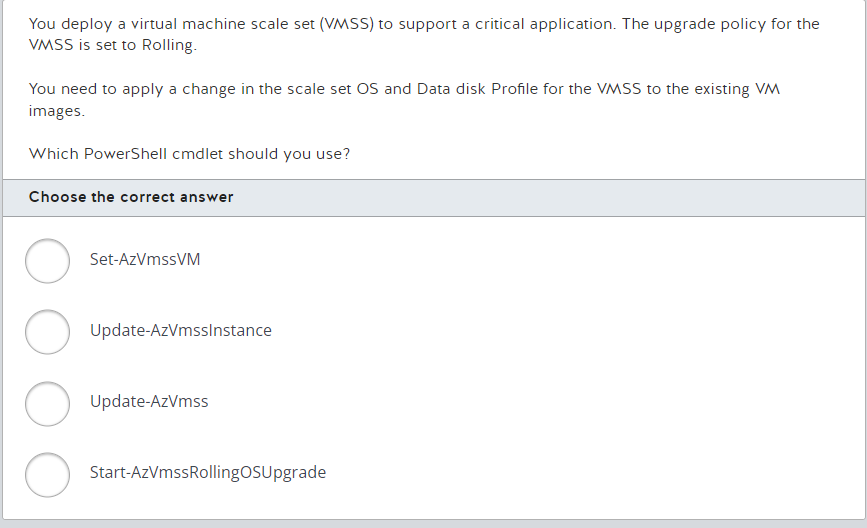 You deploy a virtual machine scale set (VMSS) to support a critical application. The upgrade policy for the
VMSS is set to Rolling.
You need to apply a change in the scale set OS and Data disk Profile for the VMSS to the existing VM
images.
Which PowerShell cmdlet should you use?
Choose the correct answer
Set-AzVmssVM
Update-AzVmssInstance
Update-AzVmss
Start-AzVmssRollingOSUpgrade